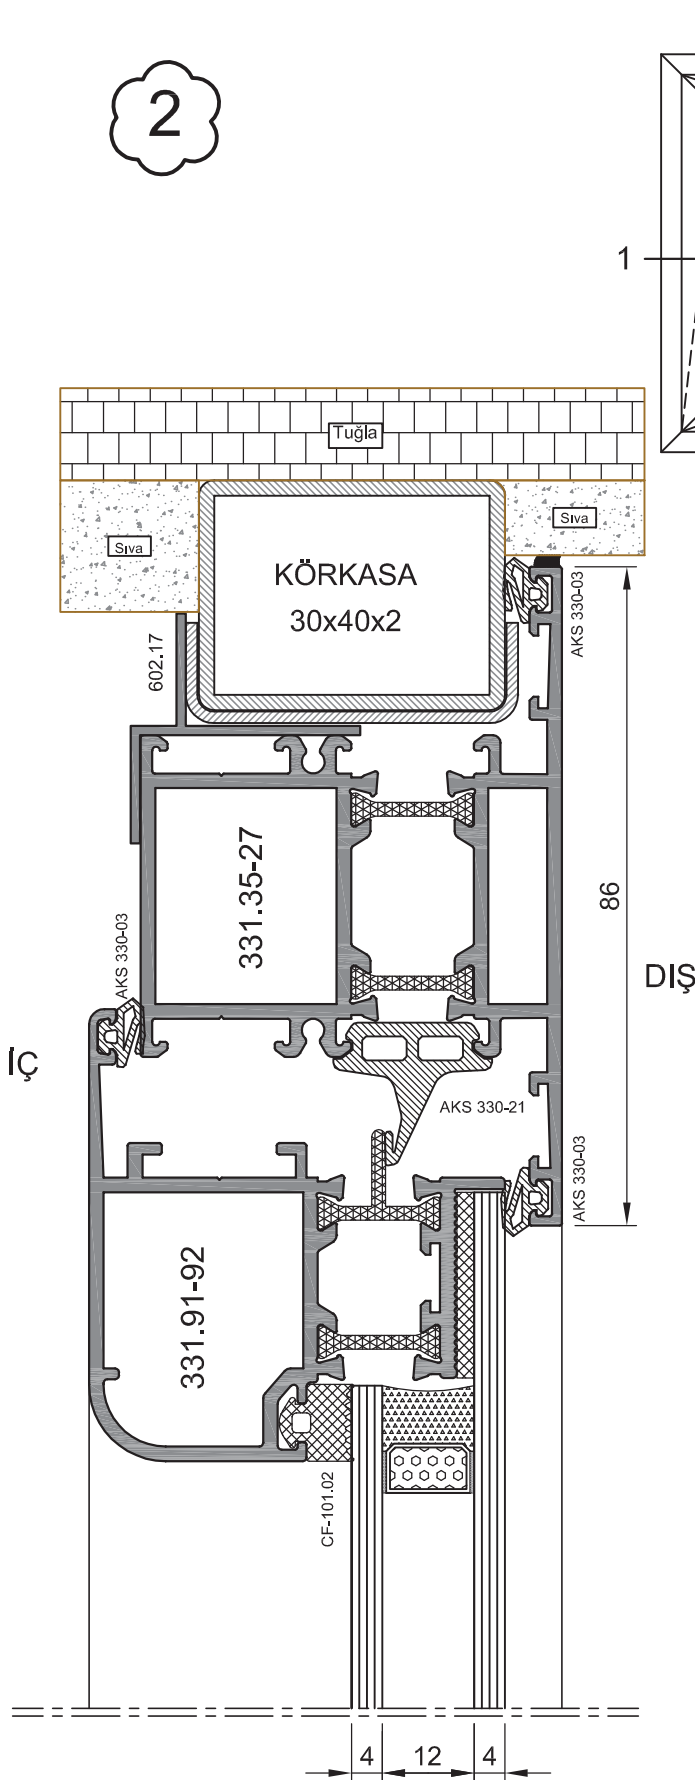 2
1
Tuğla
Sıva
Sıva
KÖRKASA
30x40x2
AKS 330-03
602.17
331.35-27
86
AKS 330-03
DIŞ
İÇ
AKS 330-21
AKS 330-03
331.91-92
CF-101.02
4
12
4